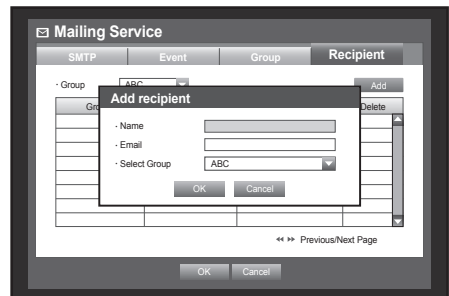 Mailing Service
SMTP Event Group Recipient
· Group ABC Add
Delete
Add recipient
· Name
· Email
· Select Group ABC
OK Cancel
Previous/Next Page
OK Cancel